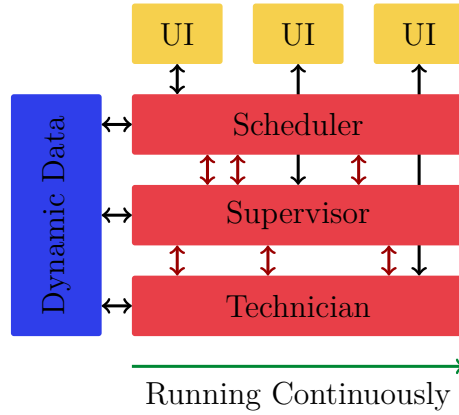 UI
UI
UI
Dynamic Data
Scheduler
Supervisor
Technician
Running Continuously